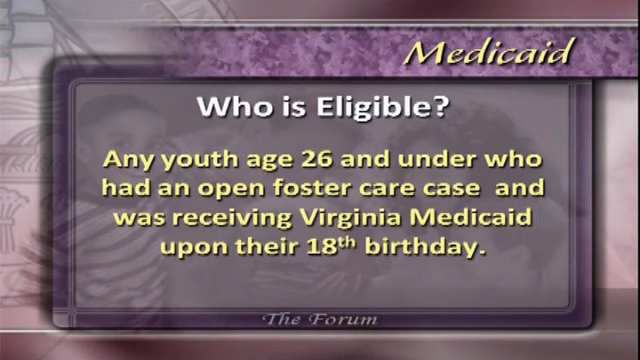 Medicaid
Who is Eligible?
Any youth age 26 and under who
had an open foster care case and
was receiving Virginia Medicaid
upon their 18th birthday.
The Forum